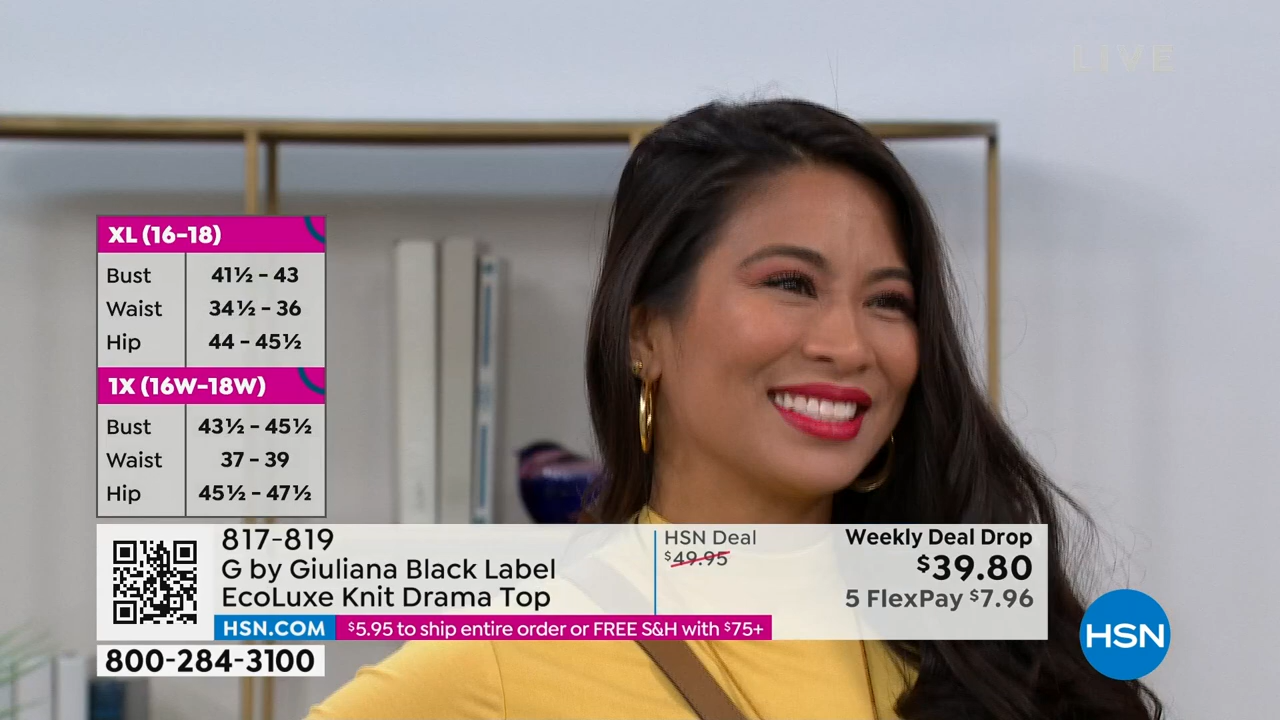 LIVE
XL (16-18)
Bust 41½ - 43
Waist 34½ - 36
Hip 44 - 45½
1X (16W-18W)
Bust 43½ - 45½
Waist 37 - 39
Hip 45½ - 47½
817-819
G by Giuliana Black Label
EcoLuxe Knit Drama Top
HSN Deal
$49.95
Weekly Deal Drop
$39.80
5 FlexPay $7.96
HSN.COM $5.95 to ship entire order or FREE S&H with $75+
800-284-3100
HSN